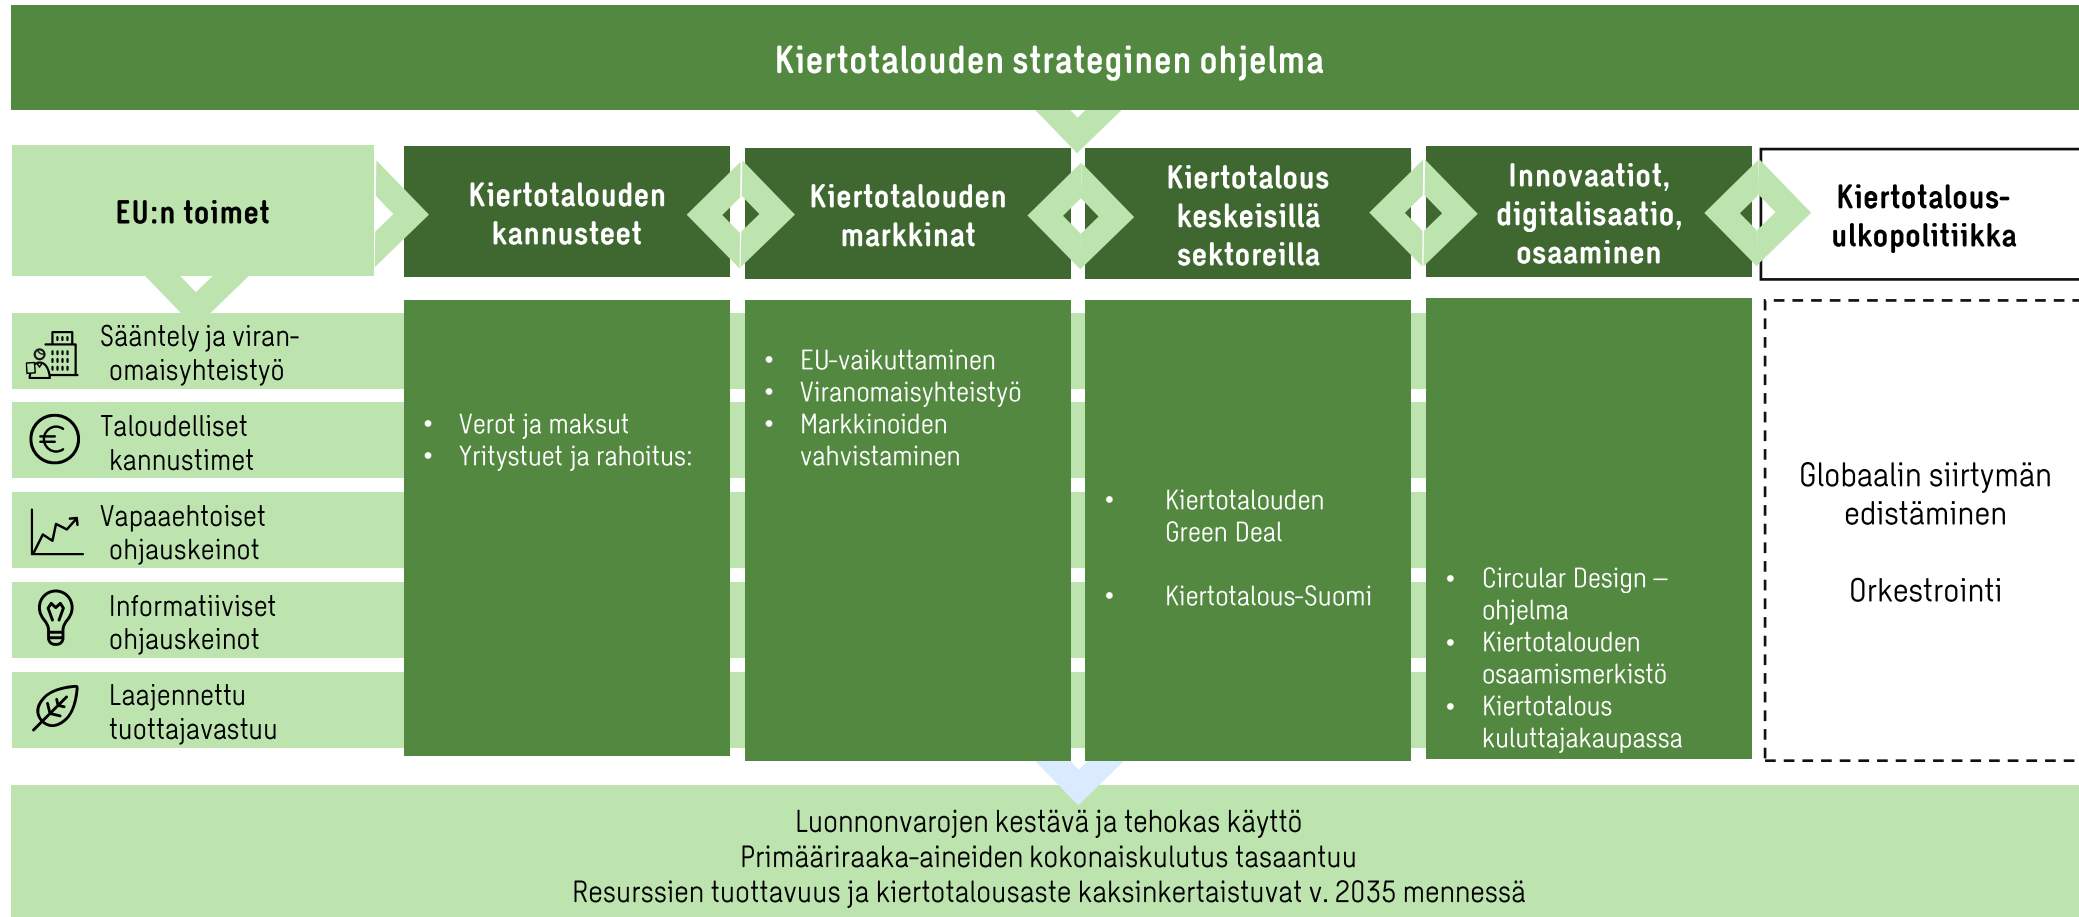 Kiertotalouden strateginen ohjelma
EU:n toimet
Kiertotalouden
kannusteet
Kiertotalouden
markkinat
Kiertotalous
keskeisillä
sektoreilla
Innovaatiot,
digitalisaatio,
osaaminen
Kiertotalous-
ulkopolitiikka
Sääntely ja viran-
omaisyhteistyö
Taloudelliset
kannustimet
Vapaaehtoiset
ohjauskeinot
Informatiiviset
ohjauskeinot
Laajennettu
tuottajavastuu
• Verot ja maksut
• Yritystuet ja rahoitus:
• EU-vaikuttaminen
• Viranomaisyhteistyö
• Markkinoiden
vahvistaminen
• Kiertotalouden
Green Deal
• Kiertotalous-Suomi
• Circular Design –
ohjelma
• Kiertotalouden
osaamismerkistö
• Kiertotalous
kuluttajakaupassa
Globaalin siirtymän
edistäminen
Orkestrointi
Luonnonvarojen kestävä ja tehokas käyttö
Primääriraaka-aineiden kokonaiskulutus tasaantuu
Resurssien tuottavuus ja kiertotalousaste kaksinkertaistuvat v. 2035 mennessä